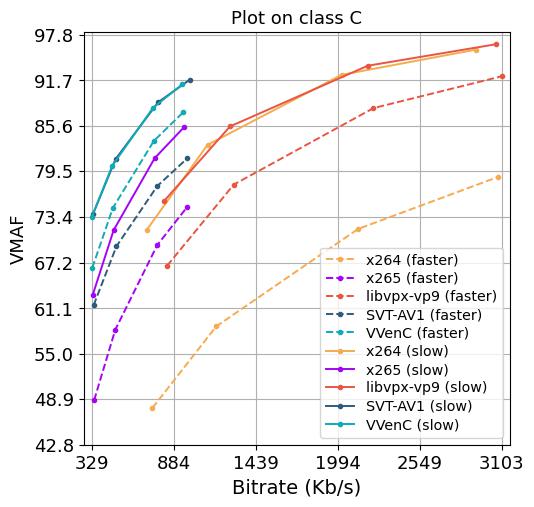 Plot on class C
VMAF
97.8
91.7
85.6
79.5
73.4
67.2
61.1
55.0
48.9
42.8
x264 (faster)
x265 (faster)
libvpx-vp9 (faster)
SVT-AV1 (faster)
VVenC (faster)
x264 (slow)
x265 (slow)
libvpx-vp9 (slow)
SVT-AV1 (slow)
VVenC (slow)
329 884 1439 1994 2549 3103
Bitrate (Kb/s)